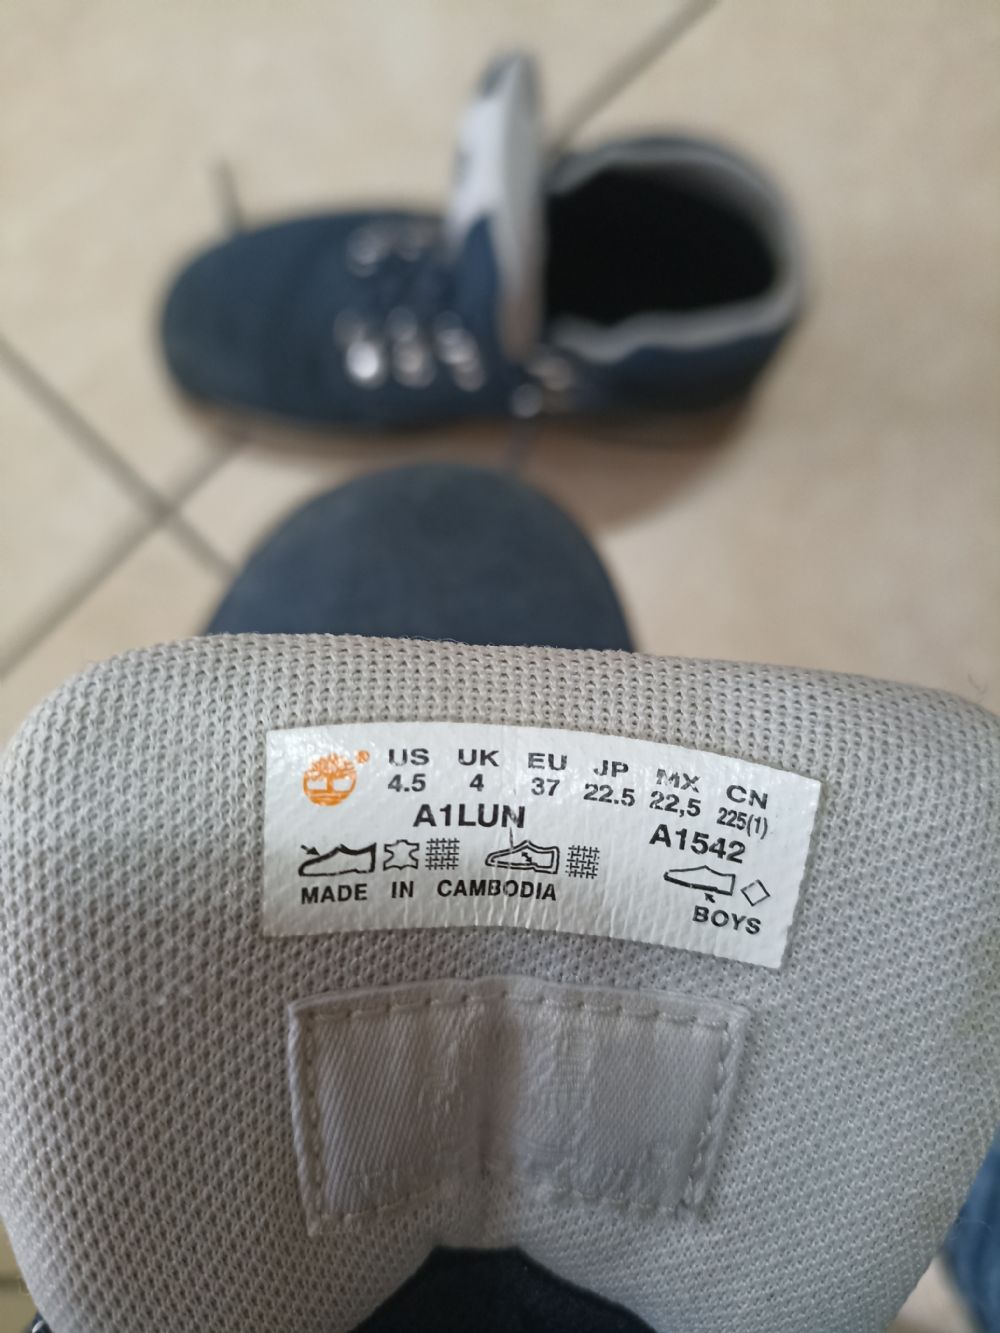 US UK EU JP MX CN
4.5 4 37 22.5 22,5 225(1)
A1LUN A1542
MADE IN CAMBODIA
BOYS